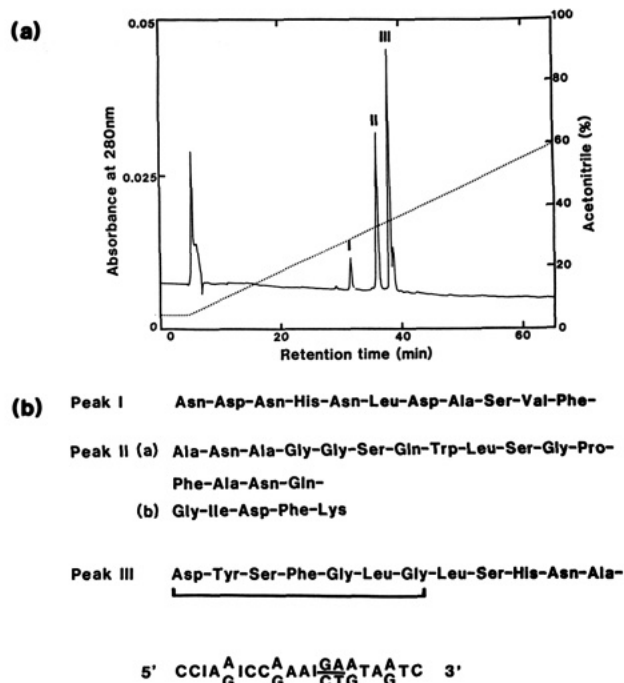 (a)
0.05
0.025
0
Absorbance at 280nm
I
II
III
100
80
60
40
20
0
Acetonitrile (%)
0 20 40 60
Retention time (min)
(b)
Peak I Asn-Asp-Asn-His-Asn-Leu-Asp-Ala-Ser-Val-Phe-
Peak II (a) Ala-Asn-Ala-Gly-Gly-Ser-Gln-Trp-Leu-Ser-Gly-Pro-
Phe-Ala-Asn-Gln-
(b) Gly-Ile-Asp-Phe-Lys
Peak III Asp-Tyr-Ser-Phe-Gly-Leu-Gly-Leu-Ser-His-Asn-Ala-
A A GA A A
5' CCIA ICC AAI TA TC 3'
G G CT G G